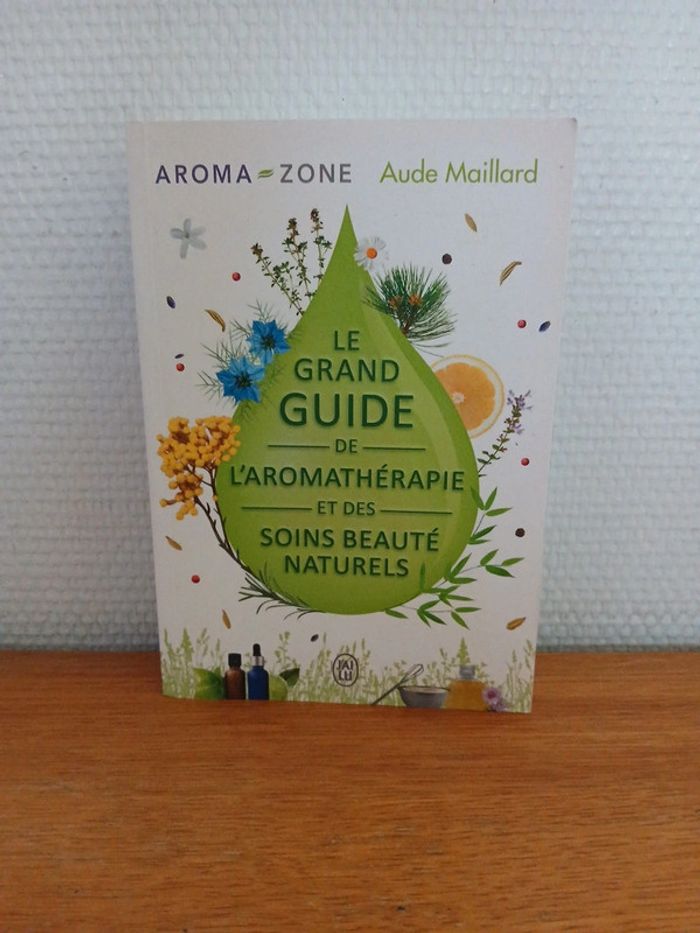 AROMA-ZONE Aude Maillard
LE
GRAND
GUIDE
DE
L'AROMATHÉRAPIE
ET DES
SOINS BEAUTÉ
NATURELS
J'AI
LU